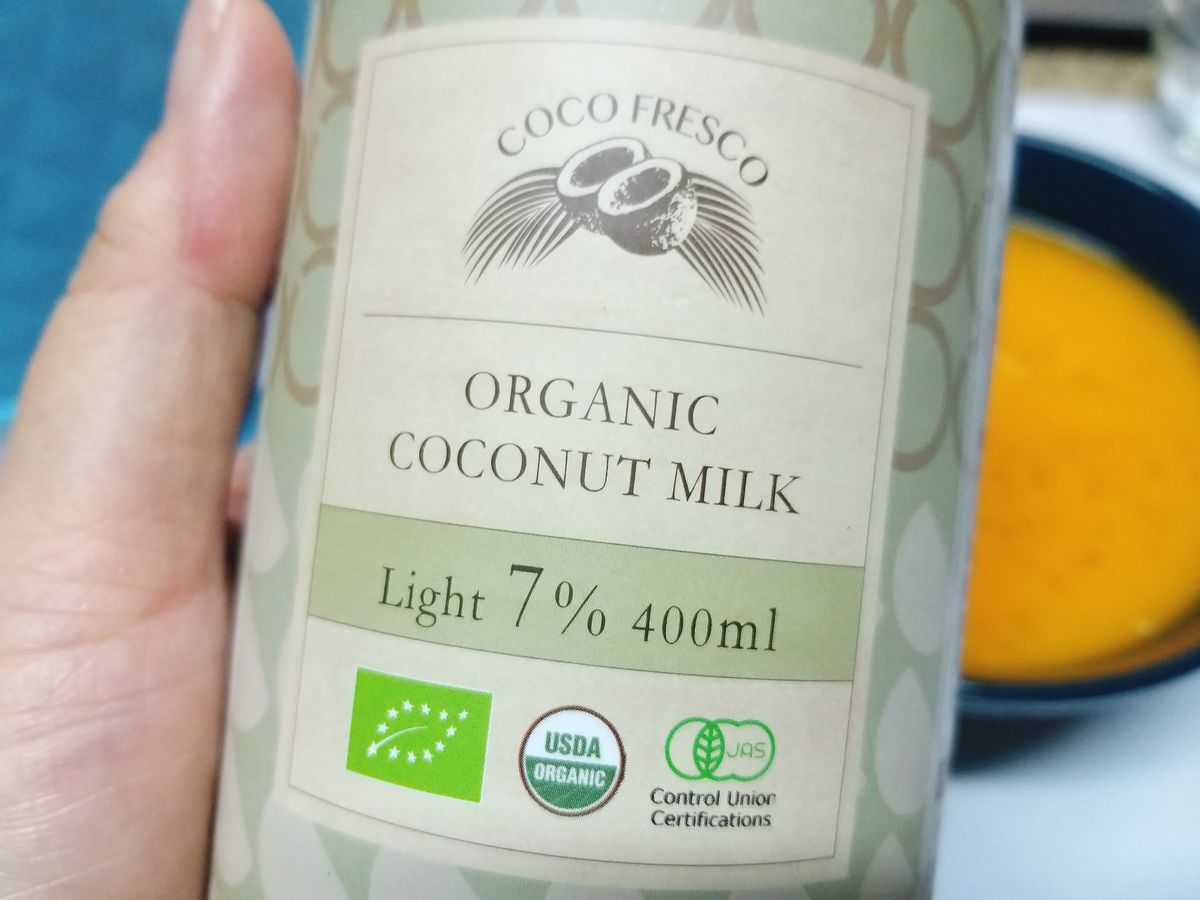 COCO FRESCO
ORGANIC
COCONUT MILK
Light 7% 400ml
USDA
ORGANIC
JAS
Control Union
Certifications